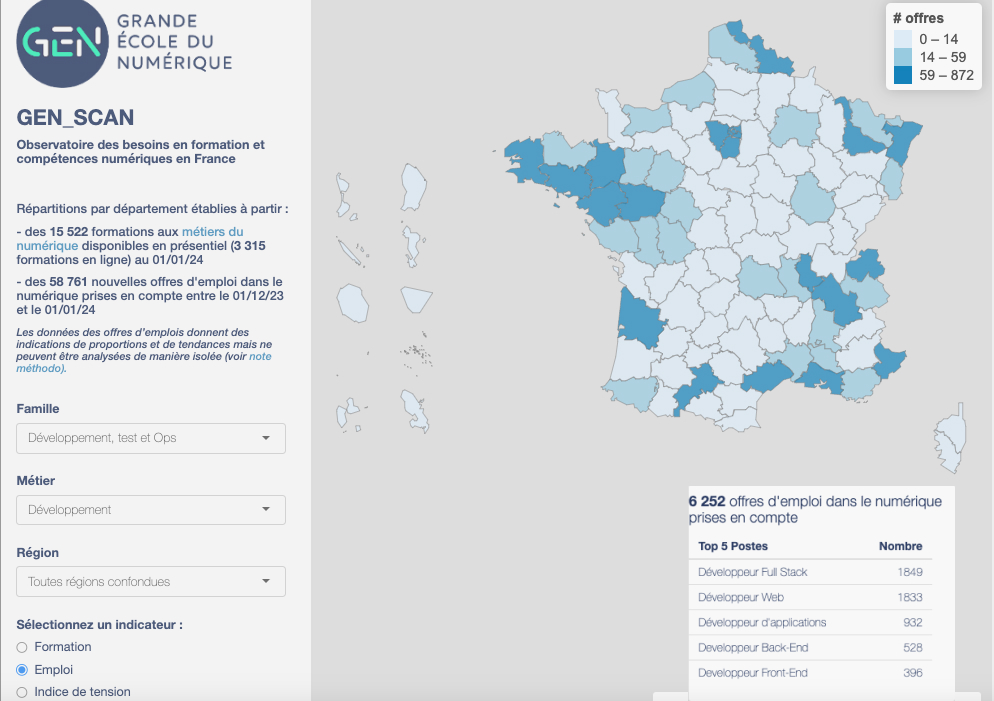 GEN
GRANDE
ÉCOLE DU
NUMÉRIQUE
GEN_SCAN
Observatoire des besoins en formation et
compétences numériques en France
Répartitions par département établies à partir :
- des 15 522 formations aux métiers du
numérique disponibles en présentiel (3 315
formations en ligne) au 01/01/24
- des 58 761 nouvelles offres d'emploi dans le
numérique prises en compte entre le 01/12/23
et le 01/01/24
Les données des offres d'emplois donnent des
indications de proportions et de tendances mais ne
peuvent être analysées de manière isolée (voir note
méthodo).
Famille
Développement, test et Ops
Métier
Développement
Région
Toutes régions confondues
Sélectionnez un indicateur :
Formation
Emploi
Indice de tension
# offres
0 – 14
14 – 59
59 – 872
6 252 offres d'emploi dans le numérique
prises en compte
Top 5 Postes Nombre
Développeur Full Stack 1849
Développeur Web 1833
Développeur d'applications 932
Développeur Back-End 528
Développeur Front-End 396